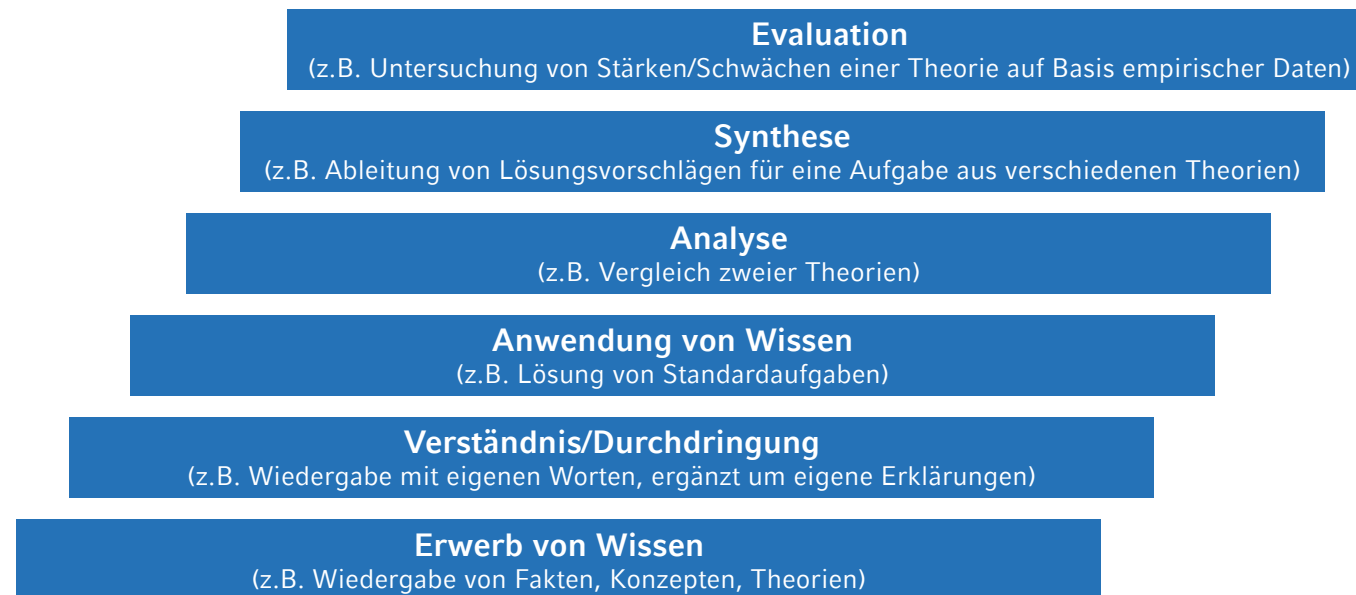 Evaluation
(z.B. Untersuchung von Stärken/Schwächen einer Theorie auf Basis empirischer Daten)
Synthese
(z.B. Ableitung von Lösungsvorschlägen für eine Aufgabe aus verschiedenen Theorien)
Analyse
(z.B. Vergleich zweier Theorien)
Anwendung von Wissen
(z.B. Lösung von Standardaufgaben)
Verständnis/Durchdringung
(z.B. Wiedergabe mit eigenen Worten, ergänzt um eigene Erklärungen)
Erwerb von Wissen
(z.B. Wiedergabe von Fakten, Konzepten, Theorien)